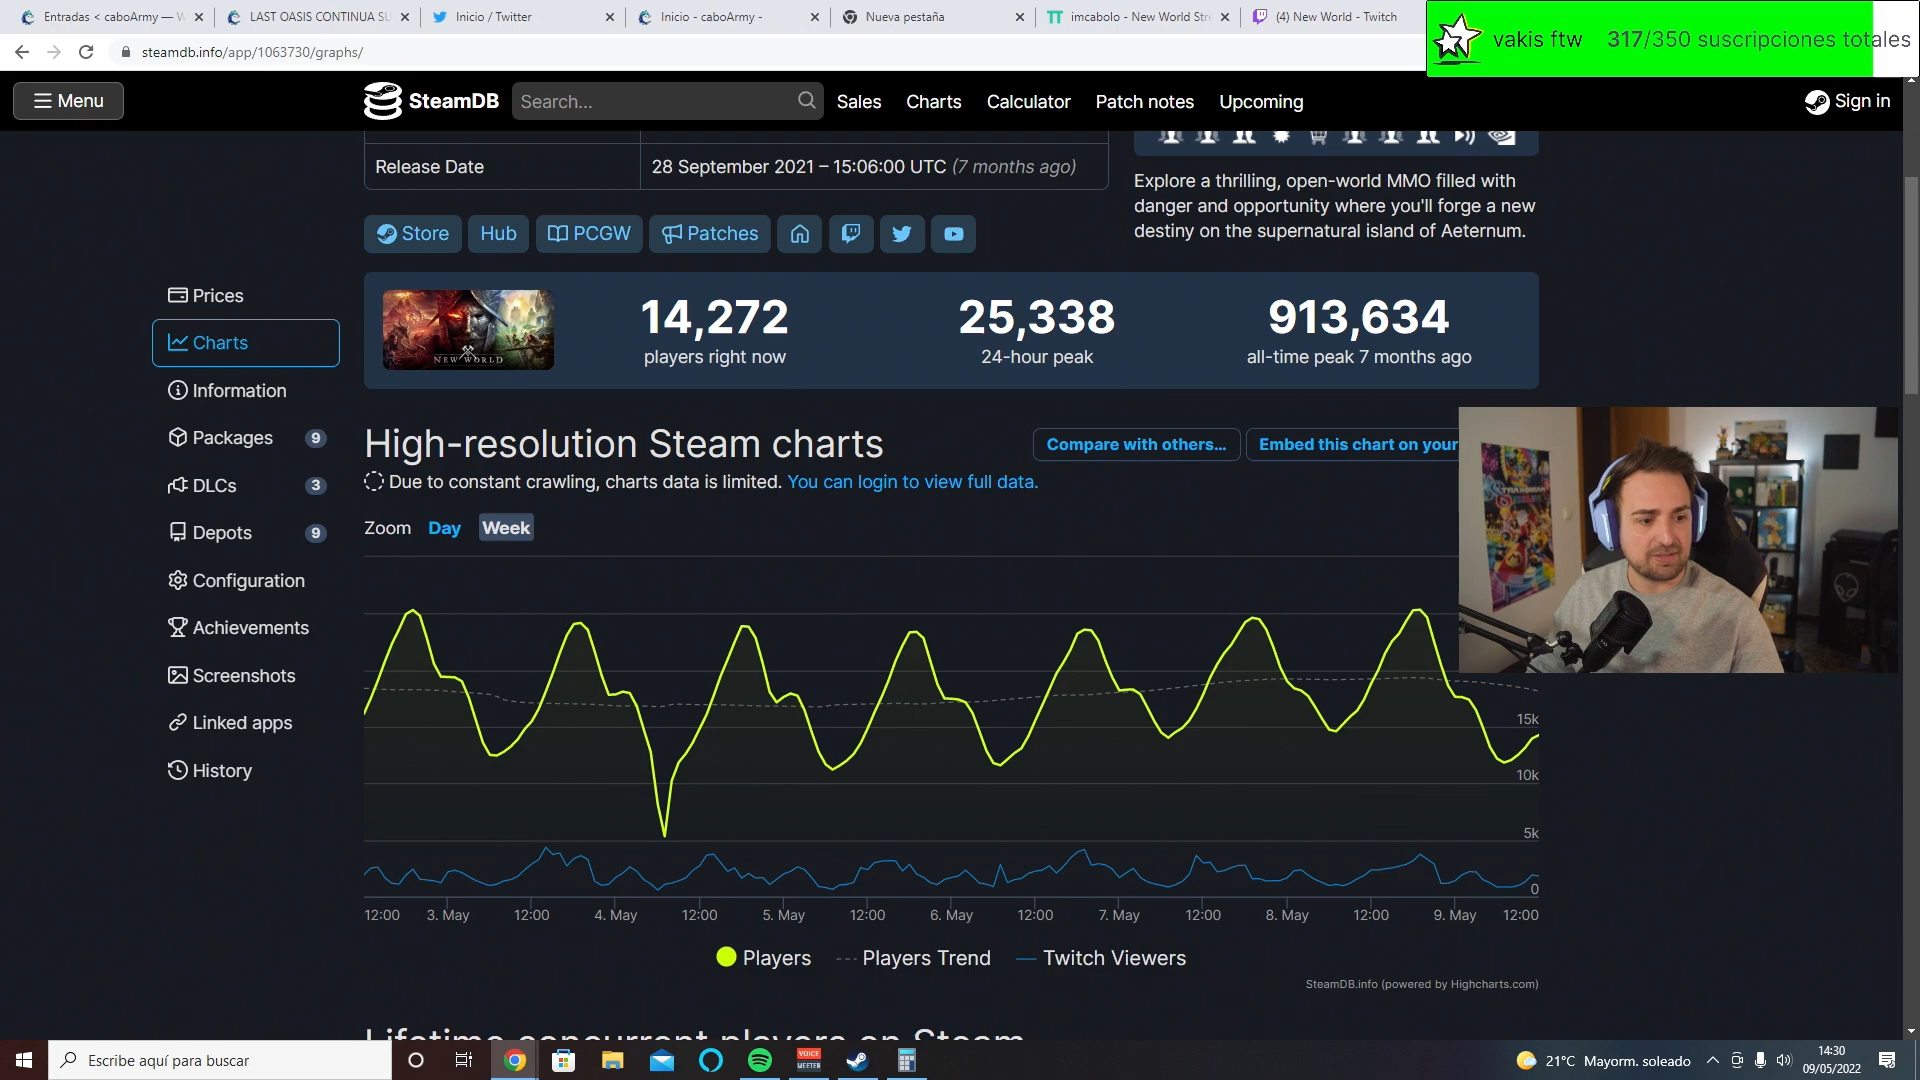 Entradas < caboArmy — W
LAST OASIS CONTINUA SU
Inicio / Twitter
Inicio - caboArmy -
Nueva pestaña
imcabolo - New World Stre
(4) New World - Twitch
vakis ftw 317/350 suscripciones totales
steamdb.info/app/1063730/graphs/
Menu
SteamDB
Search...
Sales
Charts
Calculator
Patch notes
Upcoming
Sign in
Release Date
28 September 2021 – 15:06:00 UTC (7 months ago)
Explore a thrilling, open-world MMO filled with
danger and opportunity where you'll forge a new
destiny on the supernatural island of Aeternum.
Store
Hub
PCGW
Patches
Prices
Charts
Information
Packages 9
DLCs 3
Depots 9
Configuration
Achievements
Screenshots
Linked apps
History
NEW WORLD
14,272
players right now
25,338
24-hour peak
913,634
all-time peak 7 months ago
High-resolution Steam charts
Compare with others...
Embed this chart on your
Due to constant crawling, charts data is limited. You can login to view full data.
Zoom Day Week
15k
10k
5k
0
12:00 3. May 12:00 4. May 12:00 5. May 12:00 6. May 12:00 7. May 12:00 8. May 12:00 9. May 12:00
Players
Players Trend
Twitch Viewers
SteamDB.info (powered by Highcharts.com)
Lifetime concurrent players on Steam
Escribe aquí para buscar
VOICE
MEETER
21°C Mayorm. soleado
14:30
09/05/2022